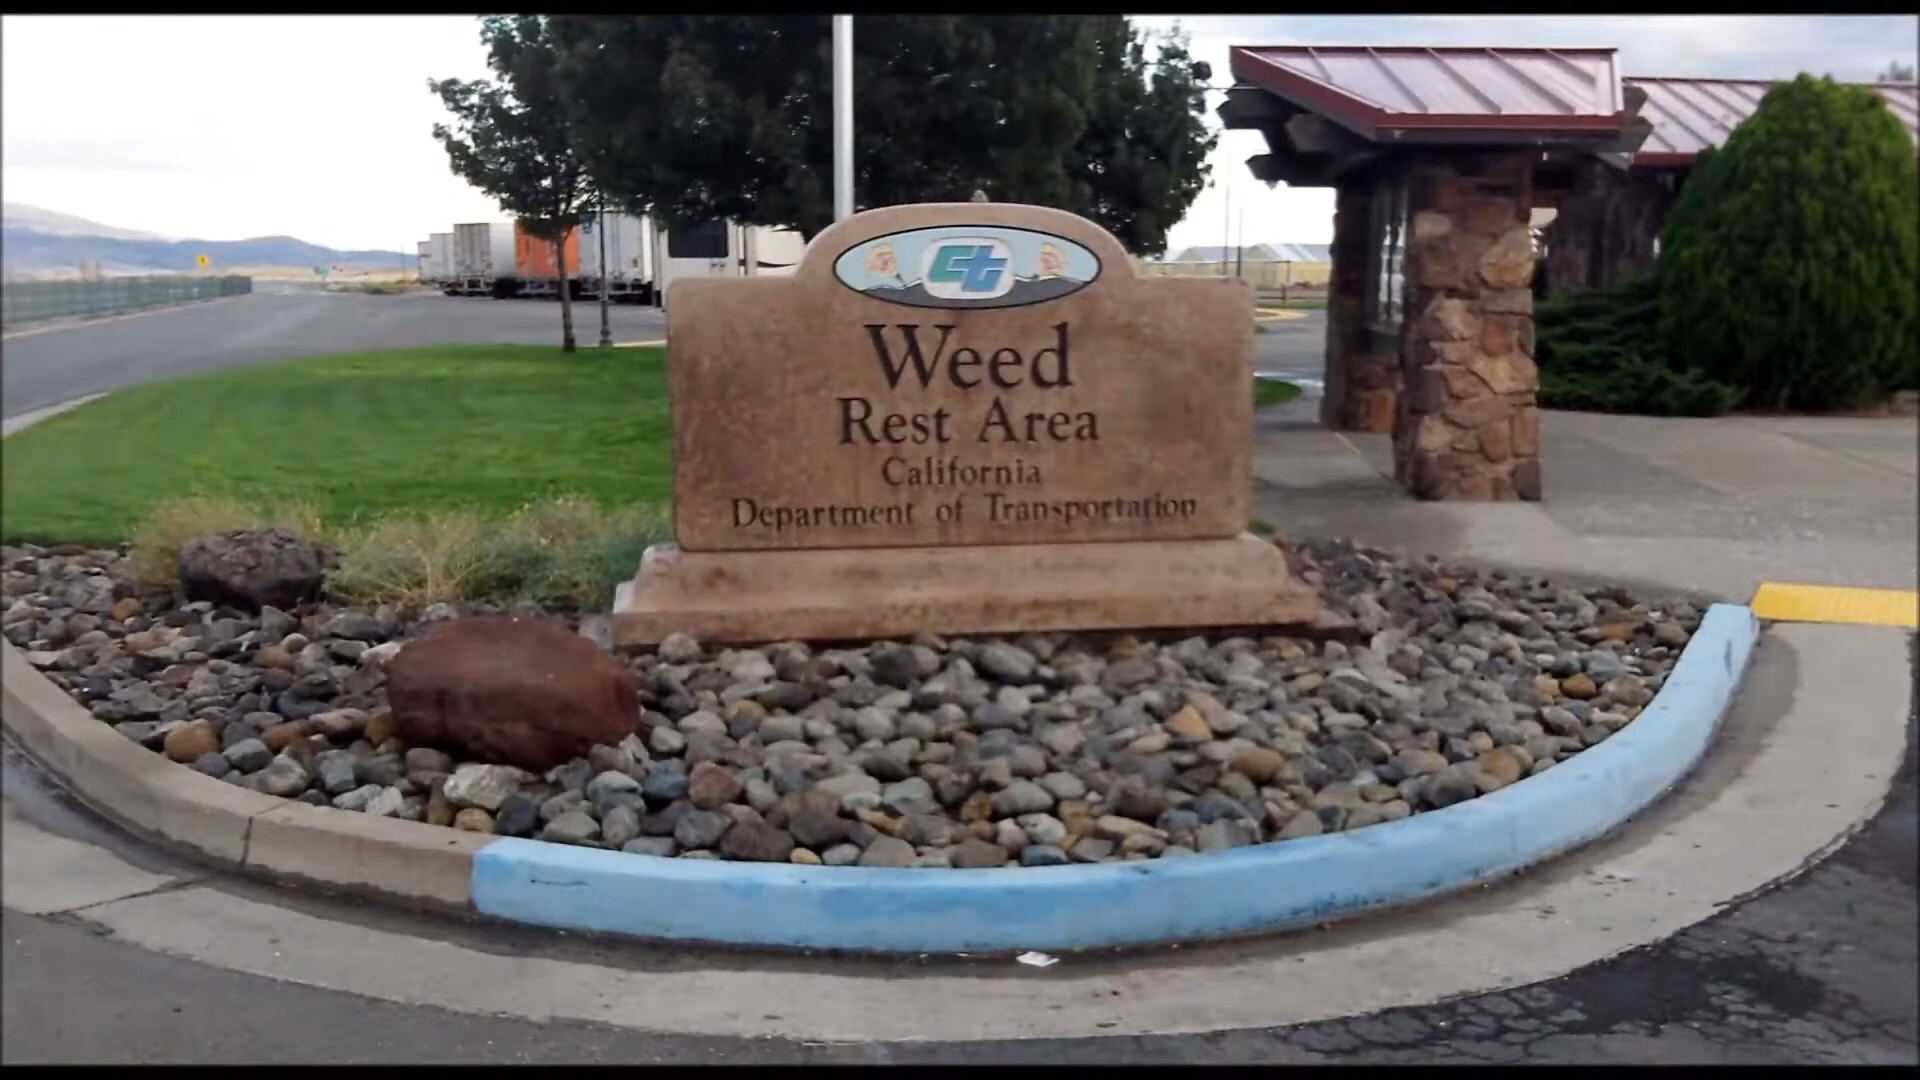 Ct
Weed
Rest Area
California
Department of Transportation